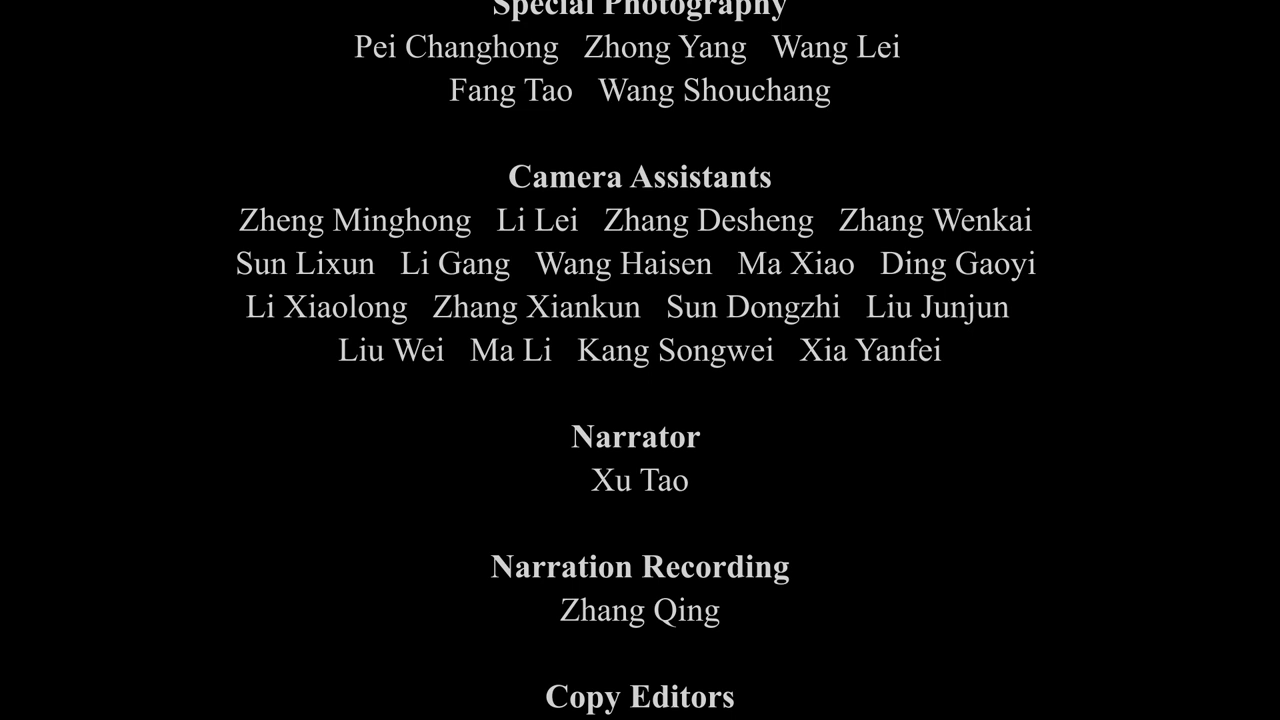 Special Photography
Pei Changhong Zhong Yang Wang Lei
Fang Tao Wang Shouchang
Camera Assistants
Zheng Minghong Li Lei Zhang Desheng Zhang Wenkai
Sun Lixun Li Gang Wang Haisen Ma Xiao Ding Gaoyi
Li Xiaolong Zhang Xiankun Sun Dongzhi Liu Junjun
Liu Wei Ma Li Kang Songwei Xia Yanfei
Narrator
Xu Tao
Narration Recording
Zhang Qing
Copy Editors